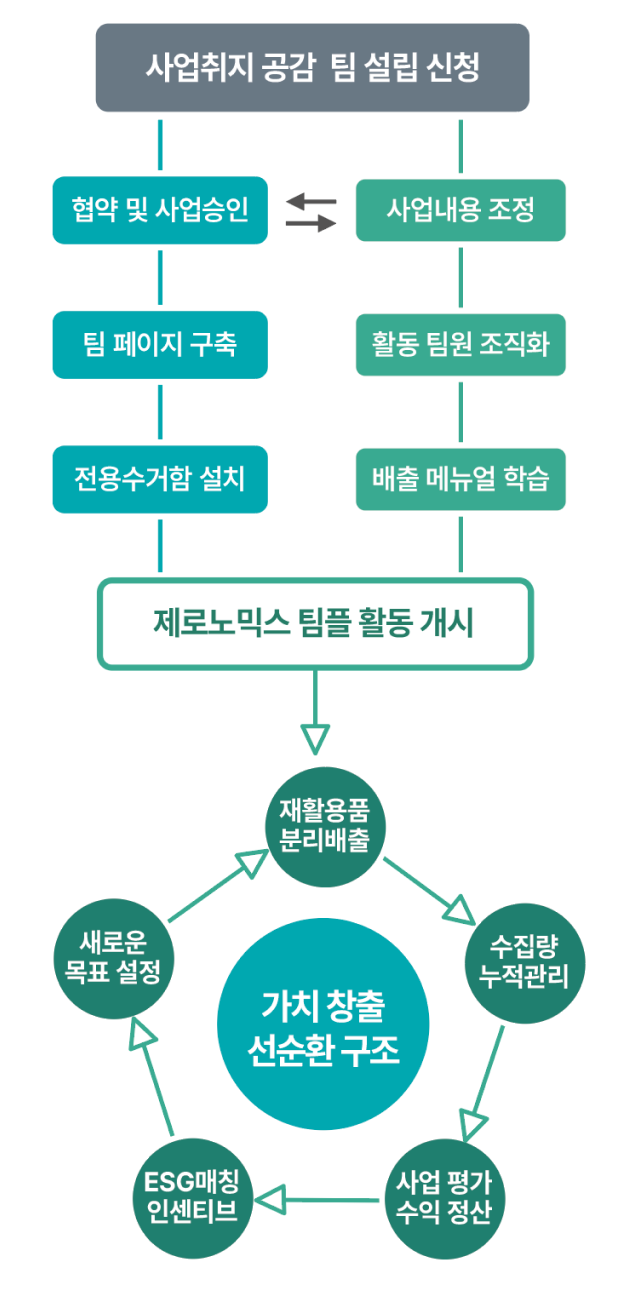 사업취지 공감 팀 설립 신청
협약 및 사업승인
사업내용 조정
팀 페이지 구축
활동 팀원 조직화
전용수거함 설치
배출 메뉴얼 학습
제로노믹스 팀플 활동 개시
재활용품
분리배출
새로운
목표 설정
수집량
누적관리
가치 창출
선순환 구조
ESG매칭
인센티브
사업 평가
수익 정산